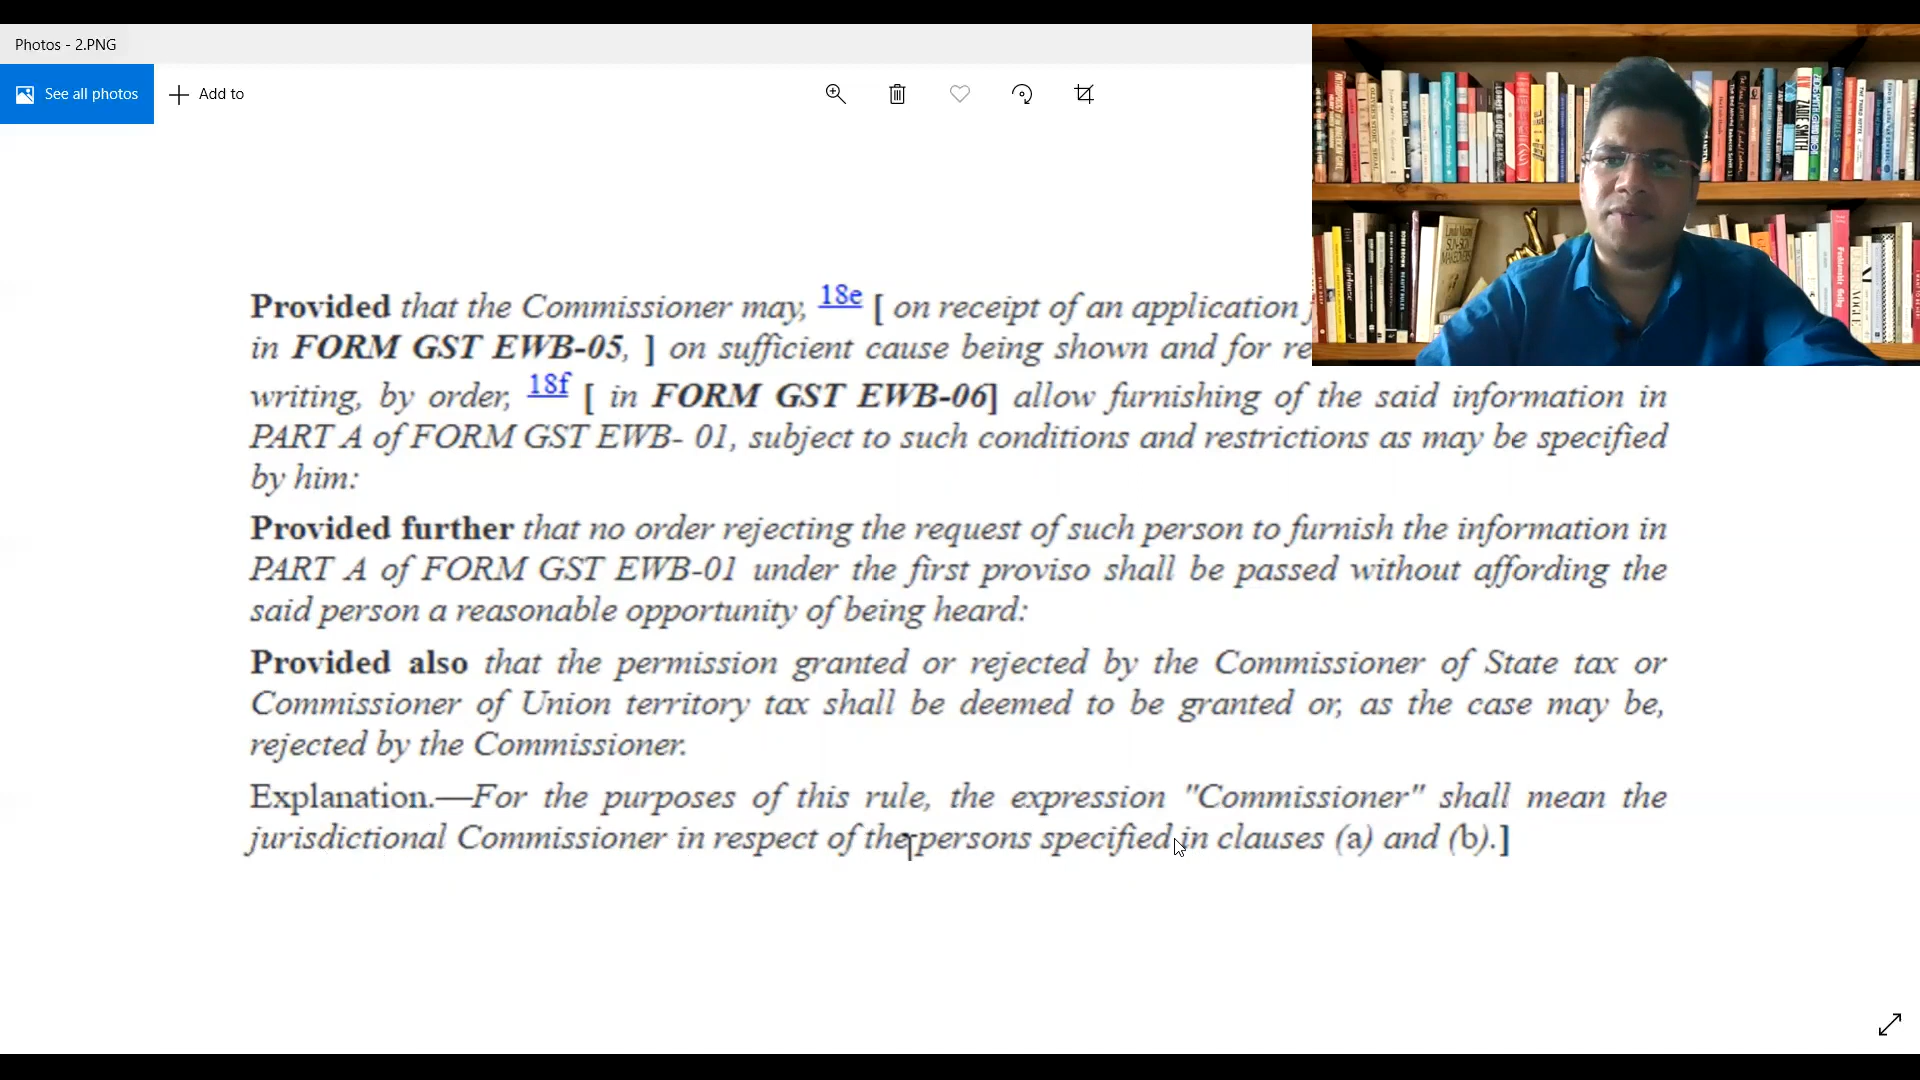 Photos - 2.PNG
See all photos
Add to
Provided that the Commissioner may, 18e [ on receipt of an application
in FORM GST EWB-05, ] on sufficient cause being shown and for
writing, by order, 18f [ in FORM GST EWB-06] allow furnishing of the said information in
PART A of FORM GST EWB- 01, subject to such conditions and restrictions as may be specified
by him:
Provided further that no order rejecting the request of such person to furnish the information in
PART A of FORM GST EWB-01 under the first proviso shall be passed without affording the
said person a reasonable opportunity of being heard:
Provided also that the permission granted or rejected by the Commissioner of State tax or
Commissioner of Union territory tax shall be deemed to be granted or, as the case may be,
rejected by the Commissioner.
Explanation.—For the purposes of this rule, the expression "Commissioner" shall mean the
jurisdictional Commissioner in respect of the persons specified in clauses (a) and (b).]
ZADIE SMITH